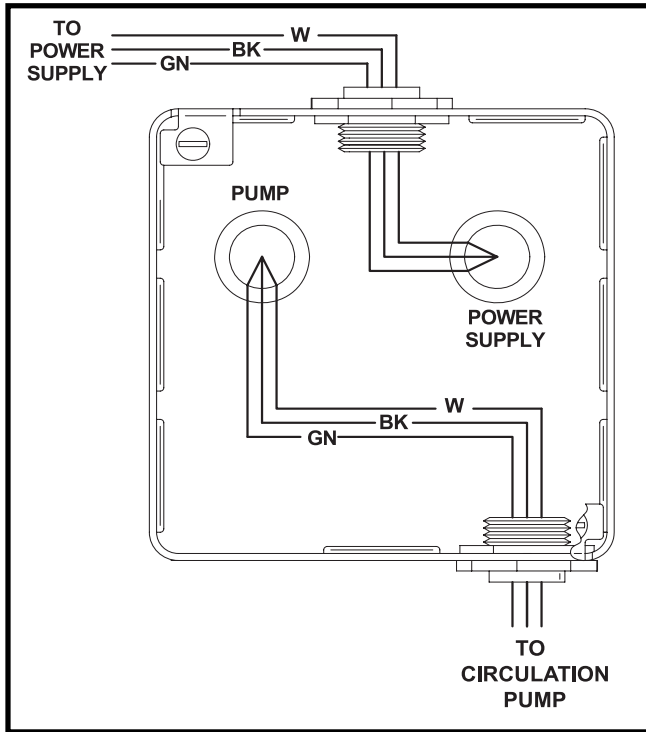 TO
POWER
SUPPLY
W
BK
GN
PUMP
POWER
SUPPLY
W
BK
GN
TO
CIRCULATION
PUMP